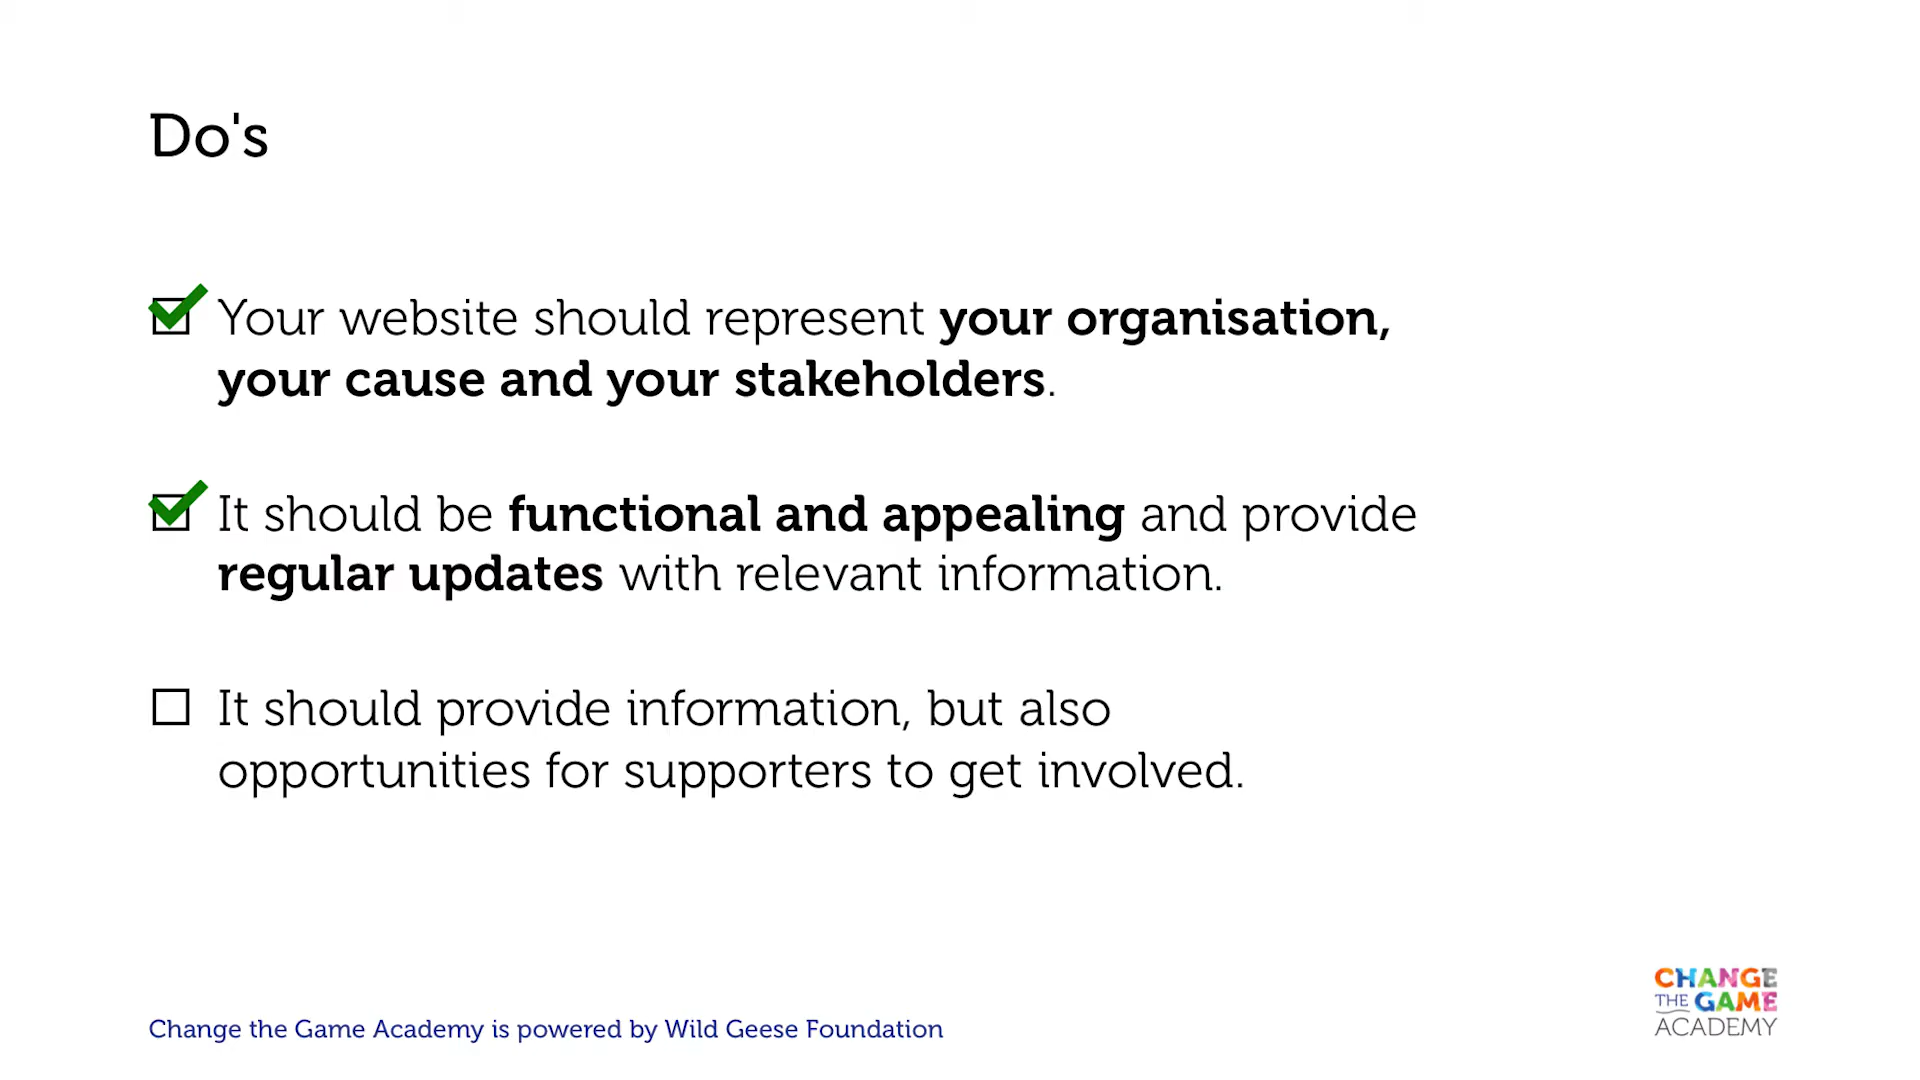 Do's
Your website should represent your organisation,
your cause and your stakeholders.
It should be functional and appealing and provide
regular updates with relevant information.
It should provide information, but also
opportunities for supporters to get involved.
Change the Game Academy is powered by Wild Geese Foundation
CHANGE
THE GAME
ACADEMY